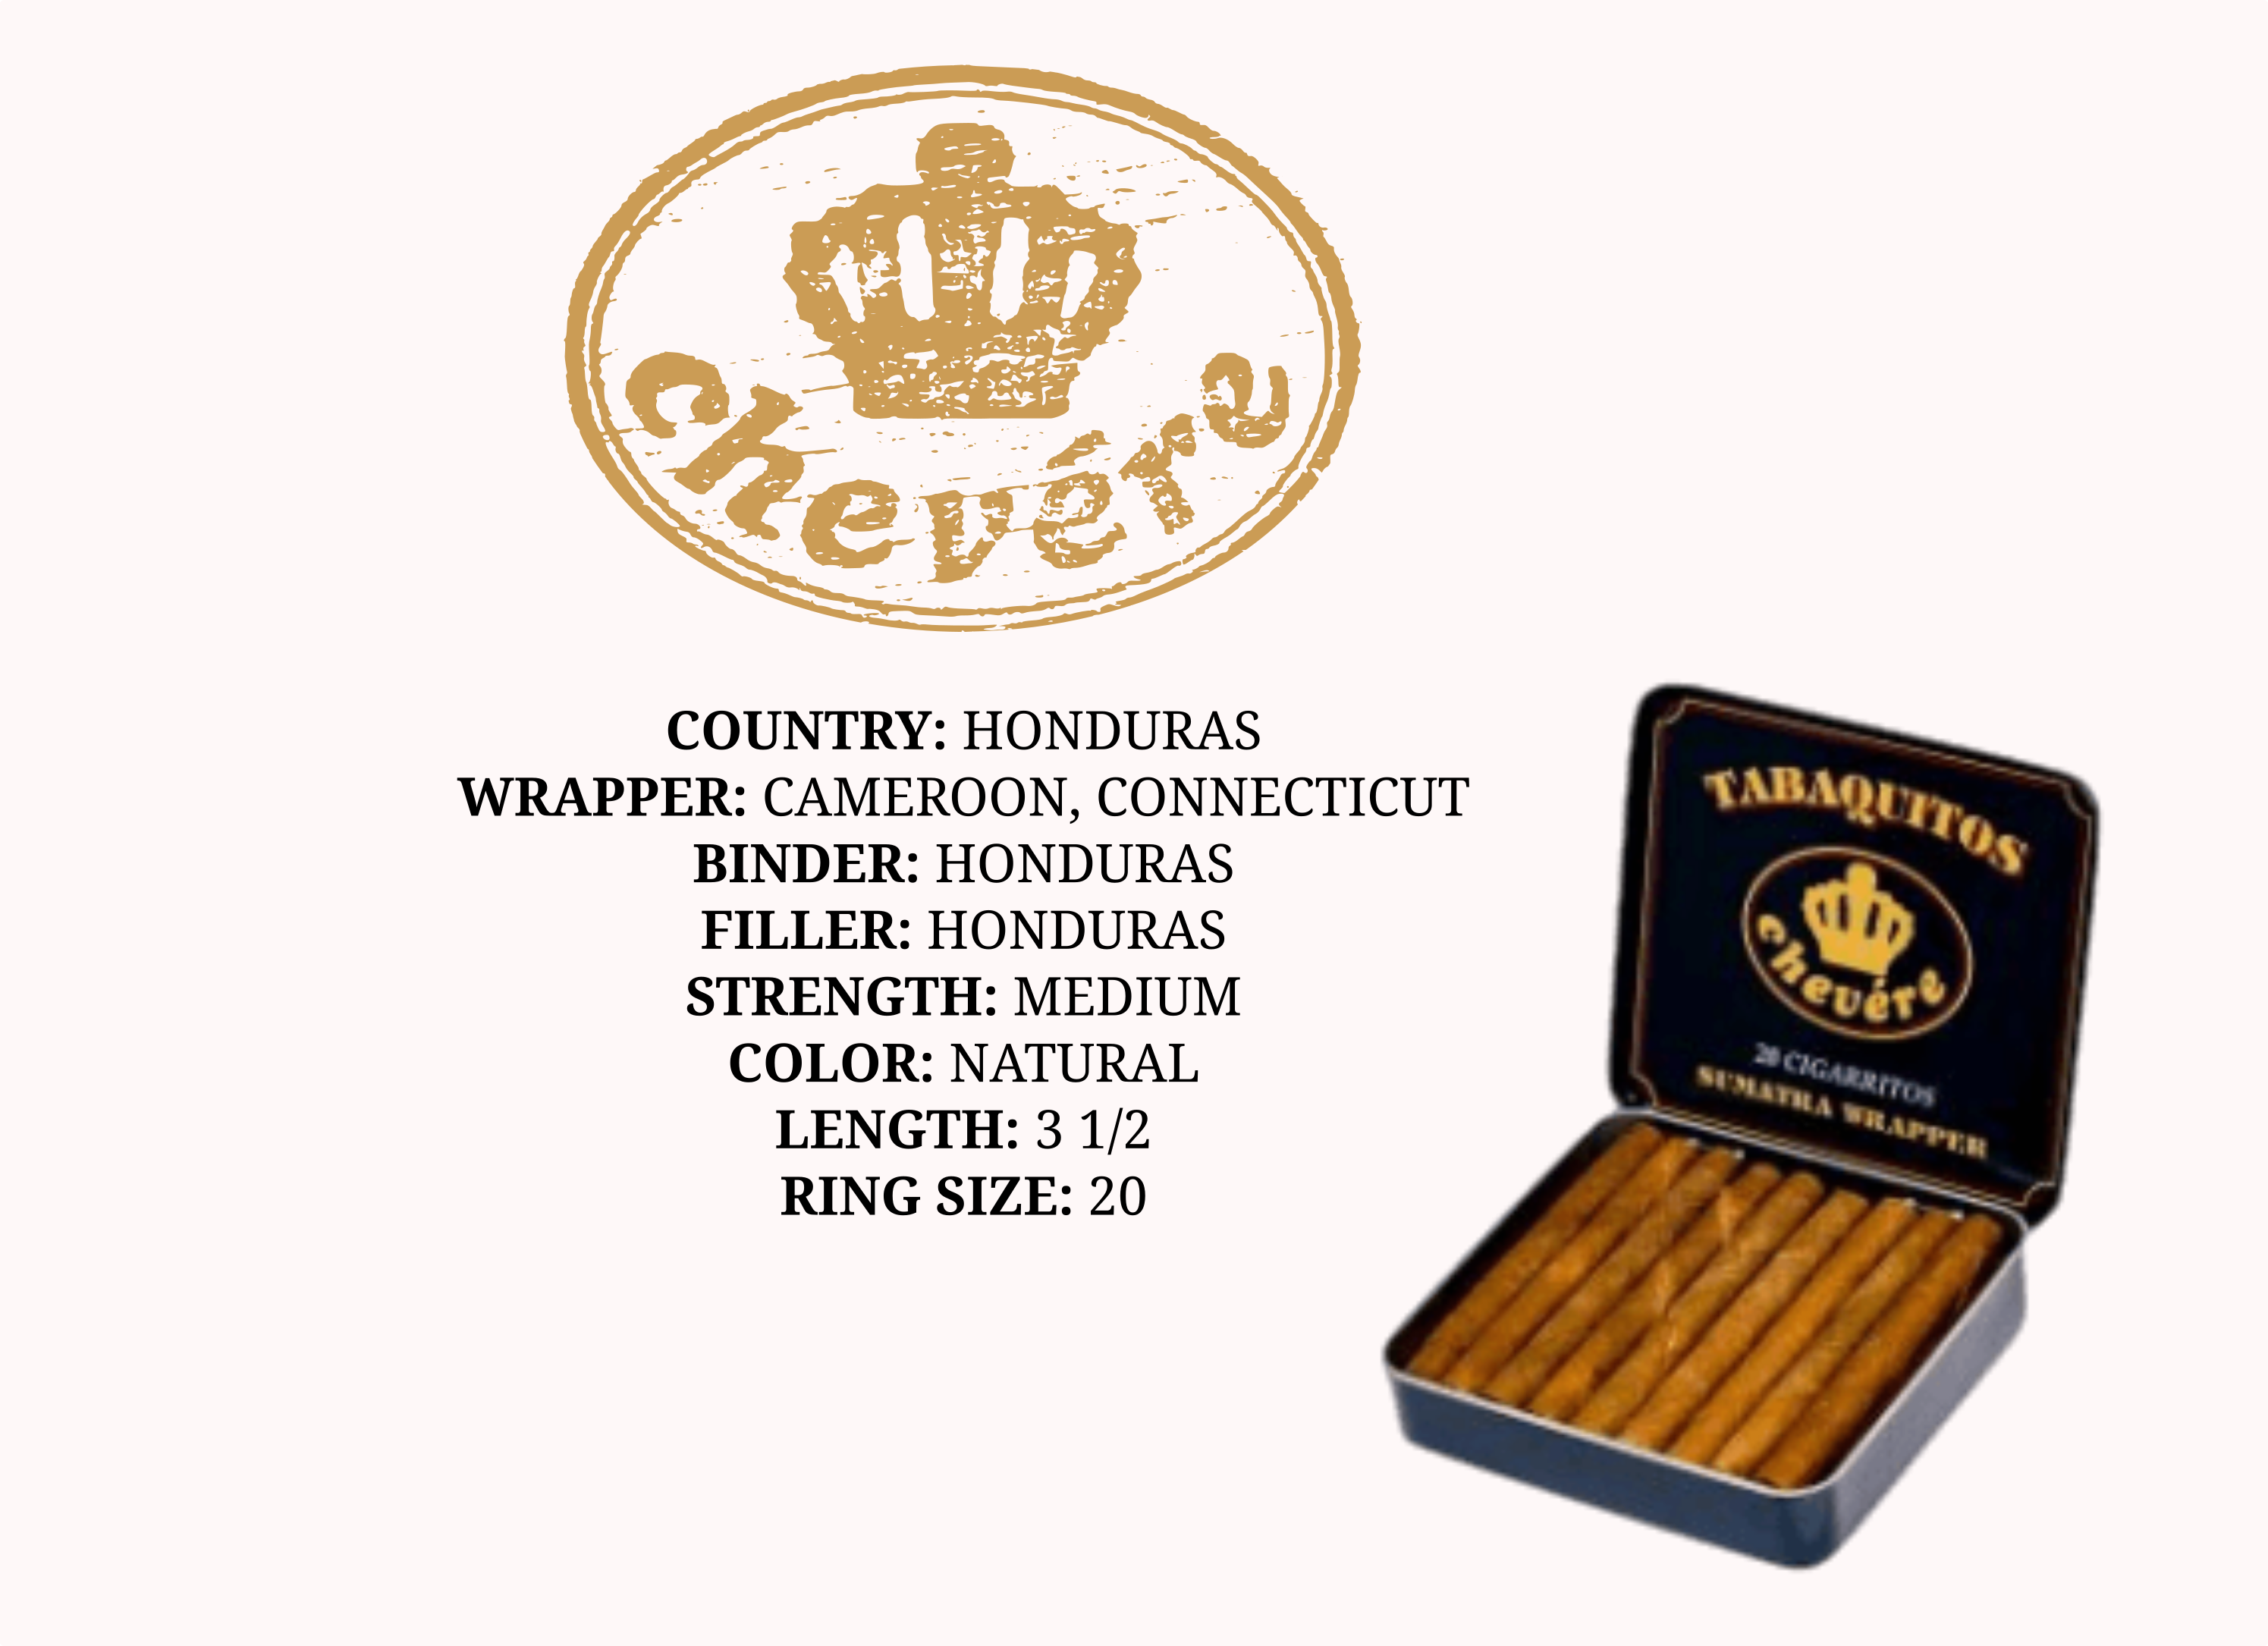 chevéru
COUNTRY: HONDURAS
WRAPPER: CAMEROON, CONNECTICUT
BINDER: HONDURAS
FILLER: HONDURAS
STRENGTH: MEDIUM
COLOR: NATURAL
LENGTH: 3 1/2
RING SIZE: 20
TABAQUITOS
chevére
20 CIGARRITOS
SUMATRA WRAPPER